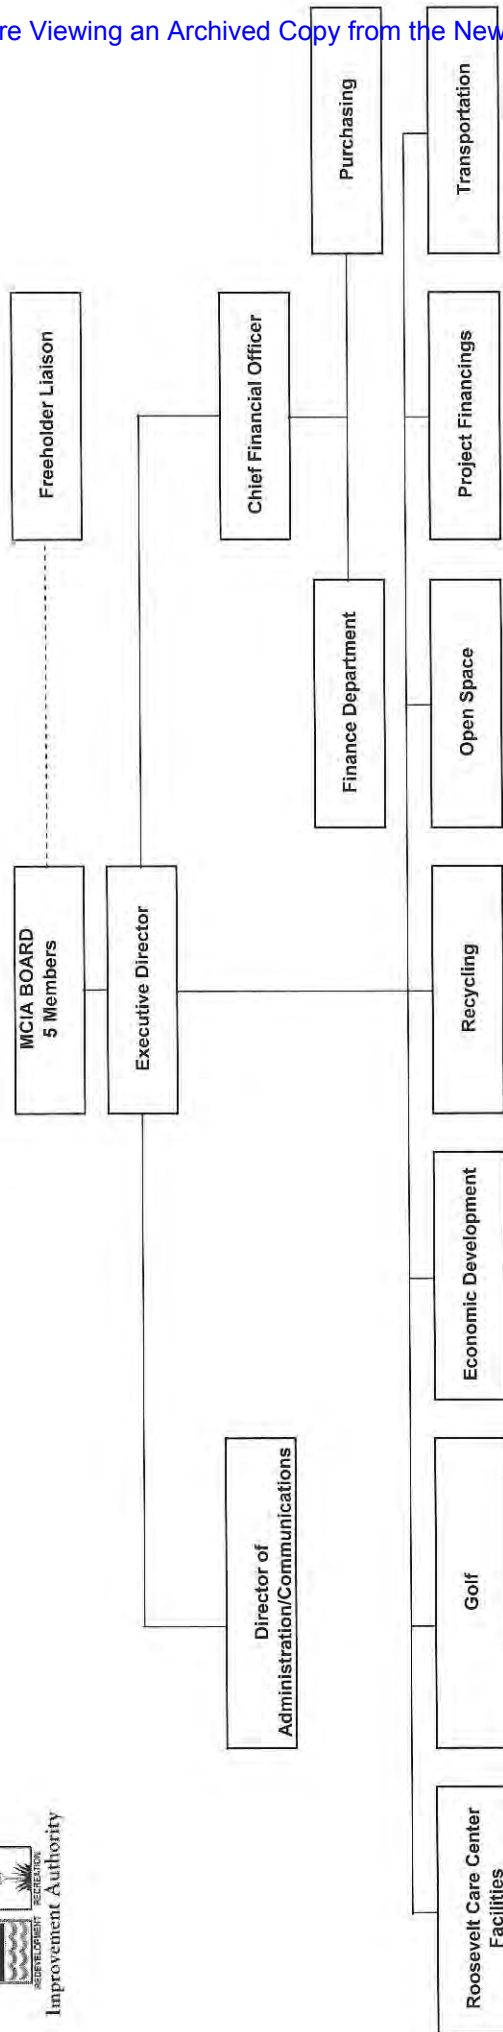 re Viewing an Archived Copy from the New
REDEVELOPMENT RECREATION
Improvement Authority
MCIA BOARD
5 Members
Freeholder Liaison
Executive Director
Director of
Administration/Communications
Chief Financial Officer
Finance Department
Purchasing
Roosevelt Care Center
Facilities
Golf
Economic Development
Recycling
Open Space
Project Financings
Transportation